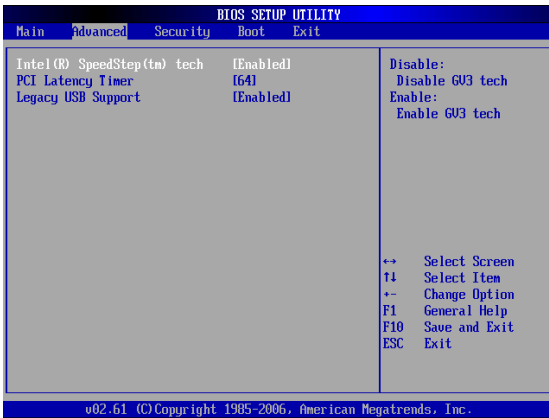 BIOS SETUP UTILITY
Main Advanced Security Boot Exit
Intel(R) SpeedStep(tm) tech [Enabled]
PCI Latency Timer [64]
Legacy USB Support [Enabled]
Disable:
Disable GV3 tech
Enable:
Enable GV3 tech
↔ Select Screen
↑↓ Select Item
+- Change Option
F1 General Help
F10 Save and Exit
ESC Exit
v02.61 (C)Copyright 1985-2006, American Megatrends, Inc.